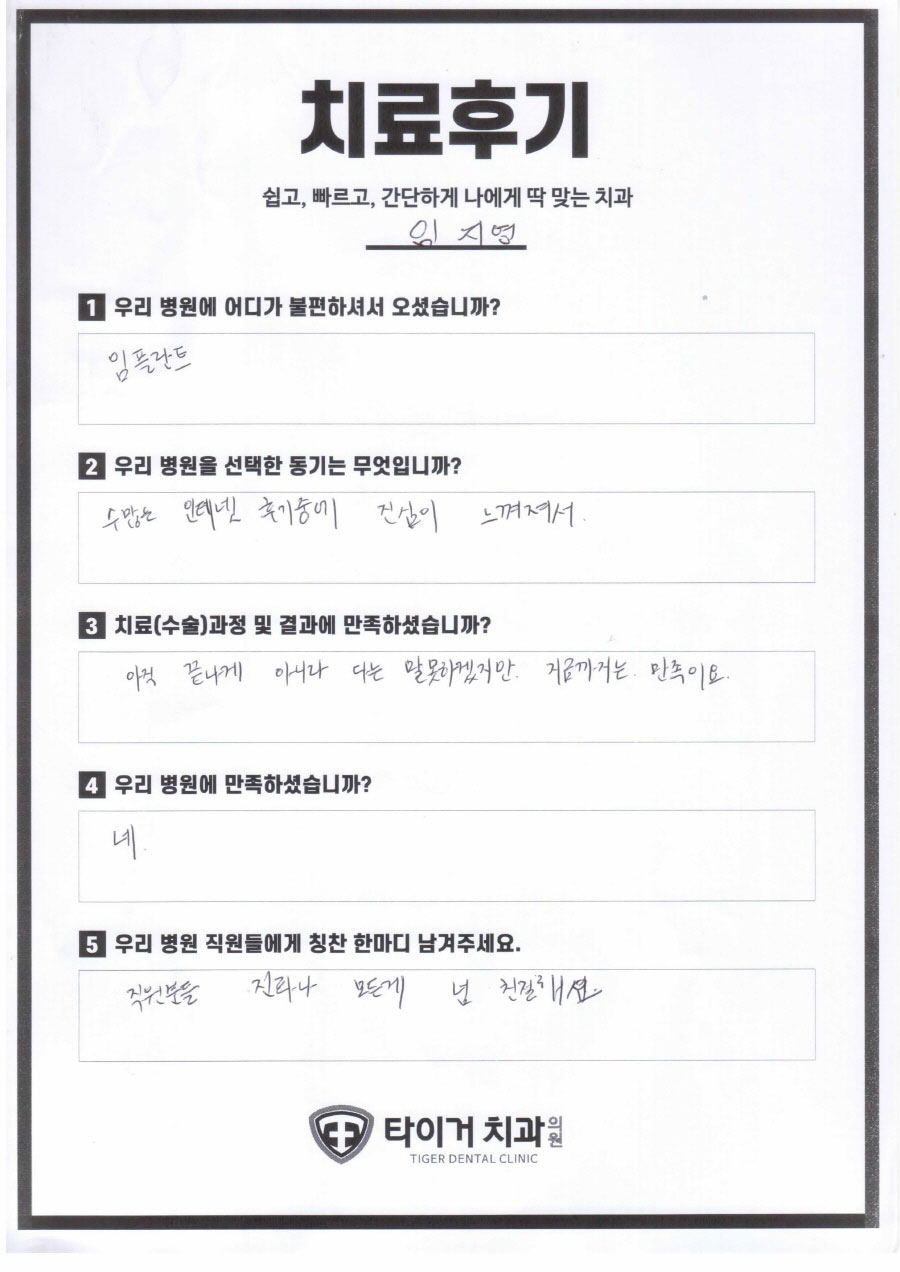 치료후기
쉽고, 빠르고, 간단하게 나에게 딱 맞는 치과
임 지영
1 우리 병원에 어디가 불편하셔서 오셨습니까?
임플란트
2 우리 병원을 선택한 동기는 무엇입니까?
수많은 인테넷 후기중에 진심이 느껴져서.
3 치료(수술)과정 및 결과에 만족하셨습니까?
아직 끝나게 아니라 다는 말못하겠지만. 지금까지는. 만족이요.
4 우리 병원에 만족하셨습니까?
네.
5 우리 병원 직원들에게 칭찬 한마디 남겨주세요.
직원분들 진료나 모든게 넘 친절해요
타이거 치과의원
TIGER DENTAL CLINIC